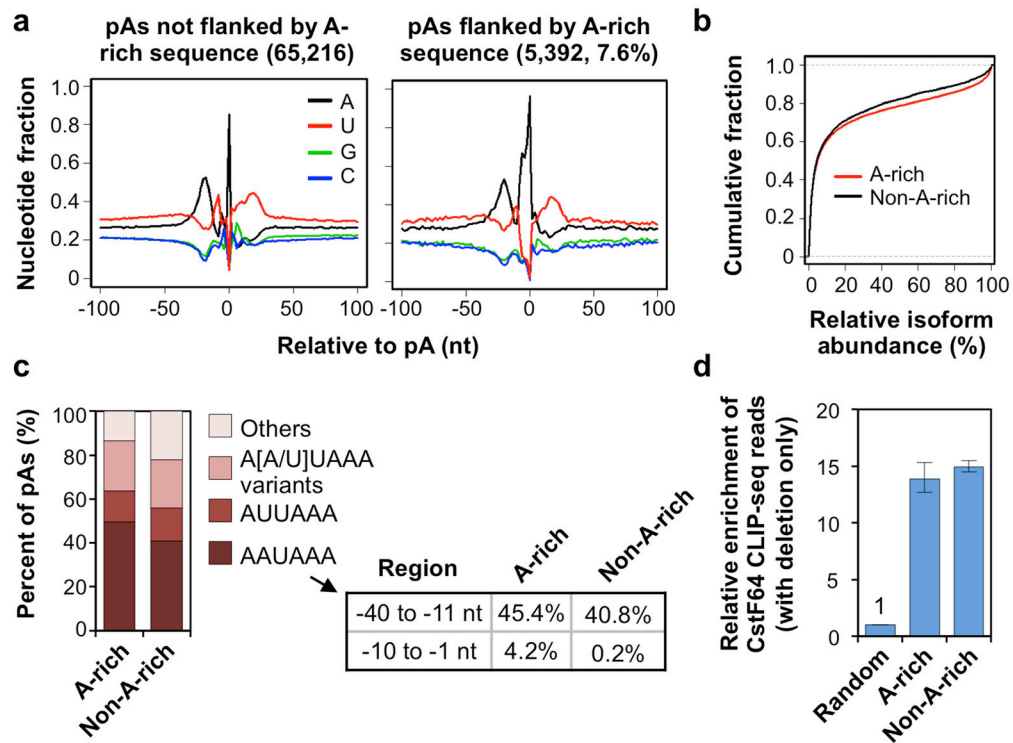 a
pAs not flanked by A-
rich sequence (65,216)
pAs flanked by A-rich
sequence (5,392, 7.6%)
Nucleotide fraction
1.0
0.8
0.6
0.4
0.2
0
A
U
G
C
-100
-50
0
50
100
-100
-50
0
50
100
Relative to pA (nt)
b
Cumulative fraction
1.0
0.8
0.6
0.4
0.2
0
A-rich
Non-A-rich
0
20
40
60
80
100
Relative isoform
abundance (%)
c
Percent of pAs (%)
100
80
60
40
20
0
A-rich
Non-A-rich
Others
A[A/U]UAAA
variants
AUUAAA
AAUAAA
Region A-rich Non-A-rich
-40 to -11 nt 45.4% 40.8%
-10 to -1 nt 4.2% 0.2%
d
Relative enrichment of
CstF64 CLIP-seq reads
(with deletion only)
20
15
10
5
0
1
Random
A-rich
Non-A-rich